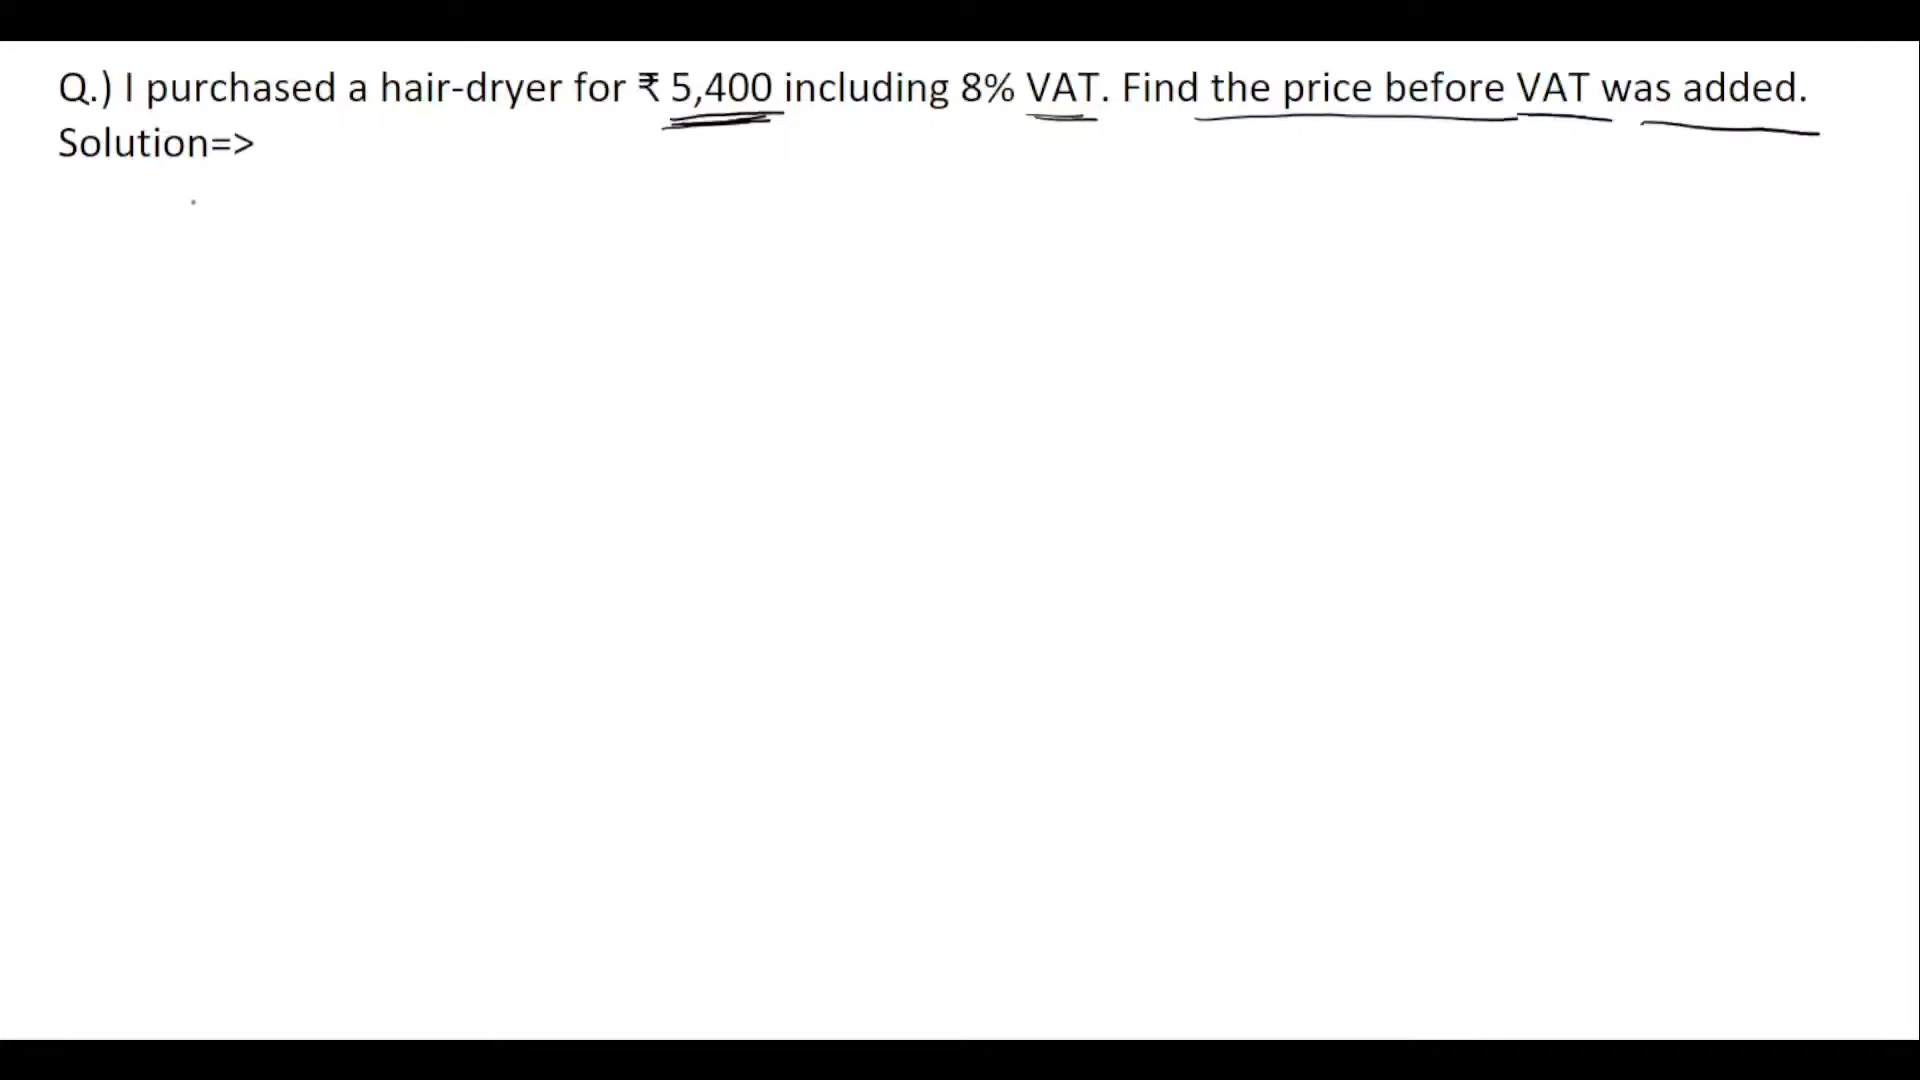 Q.) I purchased a hair-dryer for ₹ 5,400 including 8% VAT. Find the price before VAT was added.
Solution=>